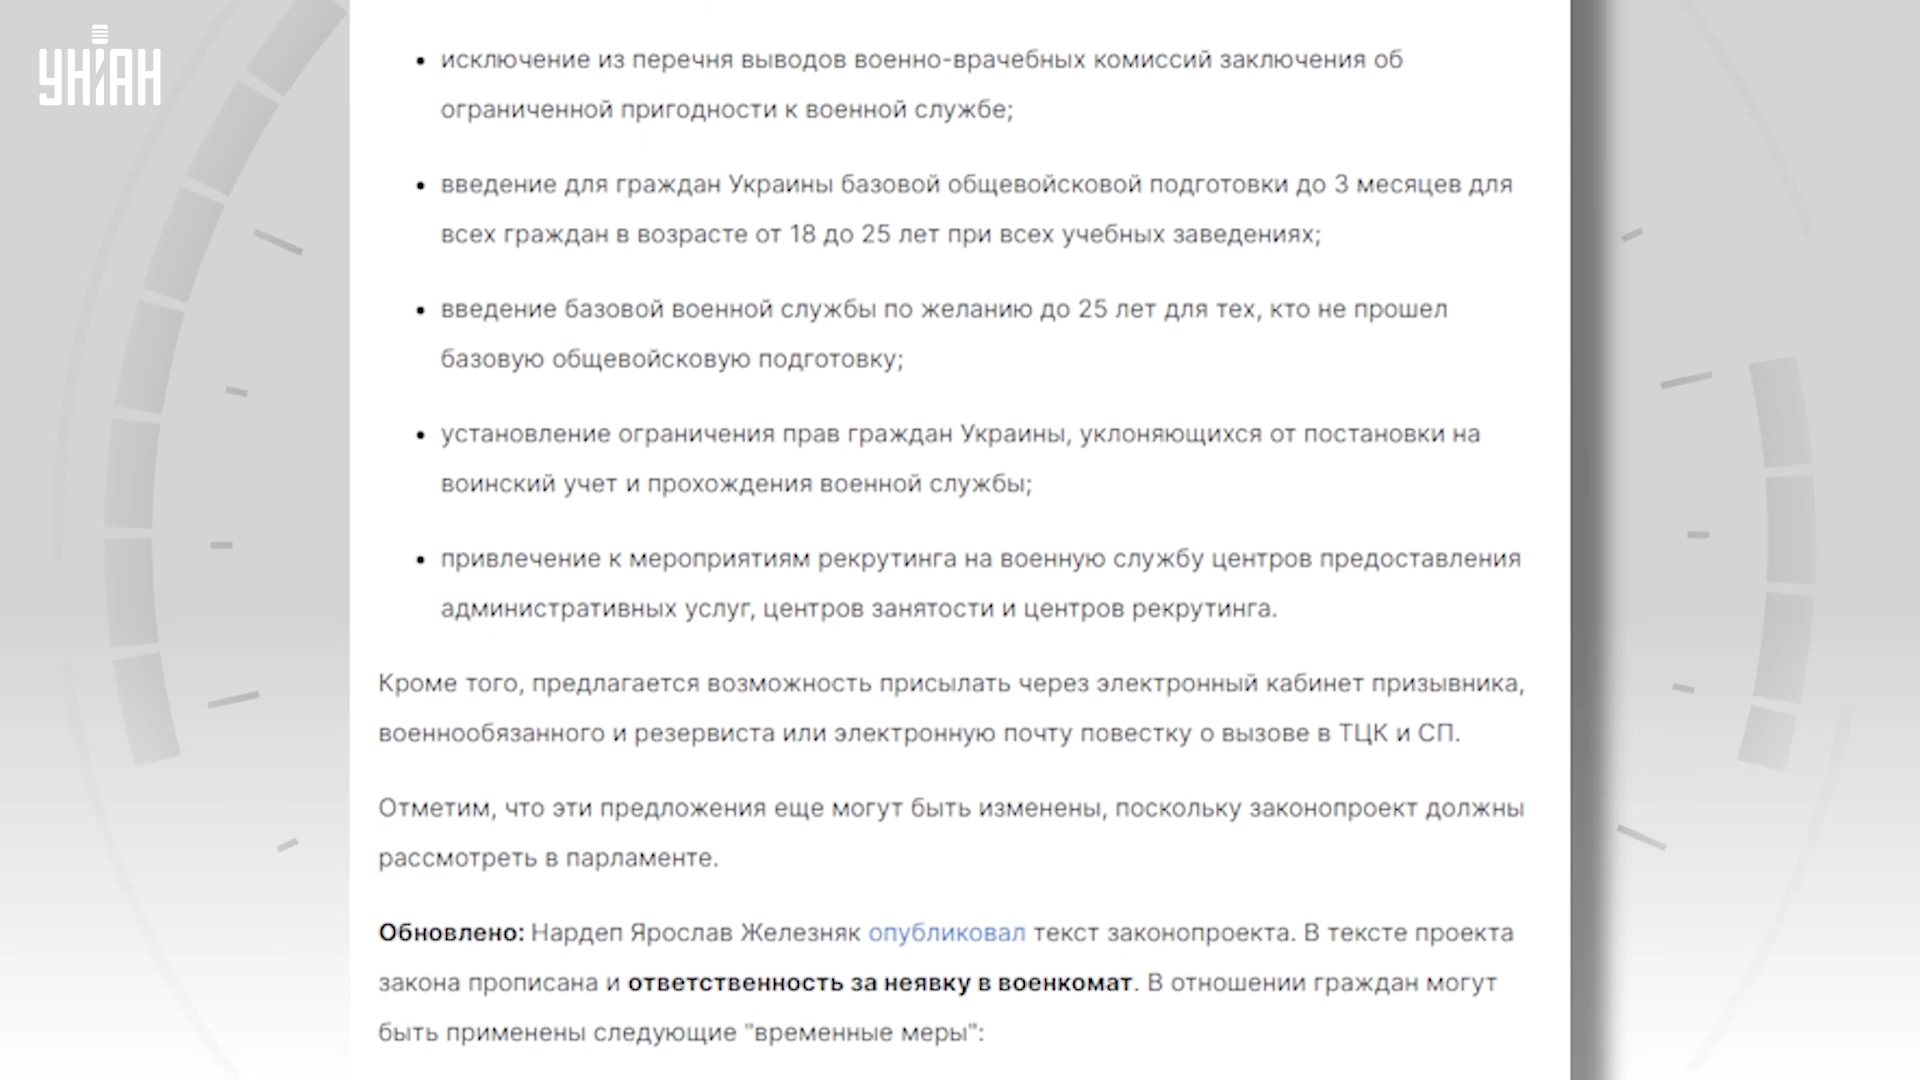 УНІАН
исключение из перечня выводов военно-врачебных комиссий заключения об
ограниченной пригодности к военной службе;
введение для граждан Украины базовой общевойсковой подготовки до 3 месяцев для
всех граждан в возрасте от 18 до 25 лет при всех учебных заведениях;
введение базовой военной службы по желанию до 25 лет для тех, кто не прошел
базовую общевойсковую подготовку;
установление ограничения прав граждан Украины, уклоняющихся от постановки на
воинский учет и прохождения военной службы;
привлечение к мероприятиям рекрутинга на военную службу центров предоставления
административных услуг, центров занятости и центров рекрутинга.
Кроме того, предлагается возможность присылать через электронный кабинет призывника,
военнообязанного и резервиста или электронную почту повестку о вызове в ТЦК и СП.
Отметим, что эти предложения еще могут быть изменены, поскольку законопроект должны
рассмотреть в парламенте.
Обновлено: Нардеп Ярослав Железняк опубликовал текст законопроекта. В тексте проекта
закона прописана и ответственность за неявку в военкомат. В отношении граждан могут
быть применены следующие "временные меры":